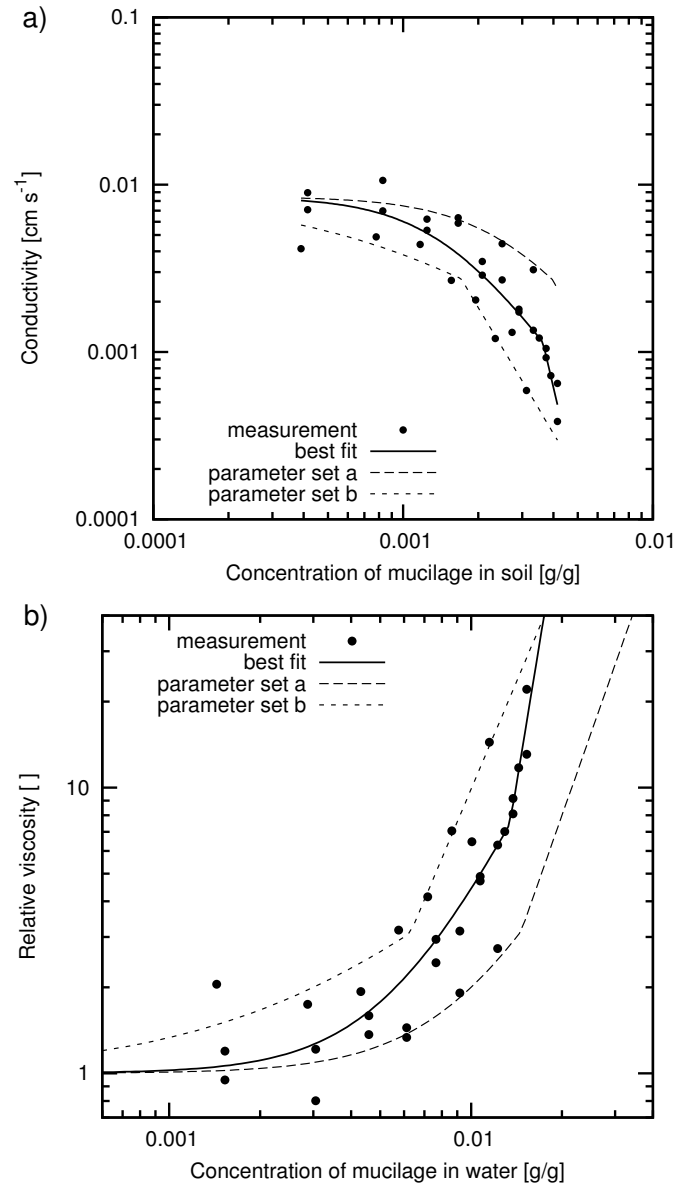 a)
0.1
0.01
0.001
0.0001
Conductivity [cm s⁻¹]
measurement
best fit
parameter set a
parameter set b
0.0001
0.001
0.01
Concentration of mucilage in soil [g/g]
b)
measurement
best fit
parameter set a
parameter set b
10
1
Relative viscosity [ ]
0.001
0.01
Concentration of mucilage in water [g/g]